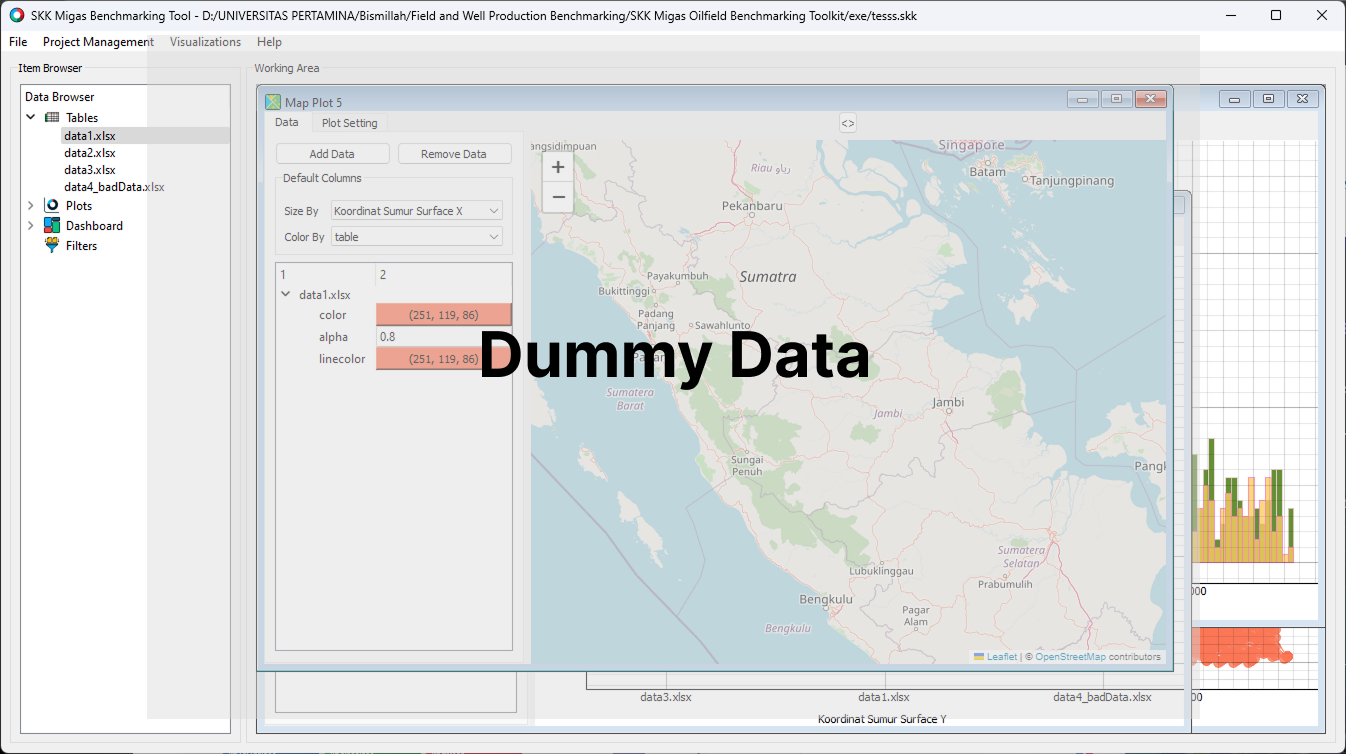 SKK Migas Benchmarking Tool - D:/UNIVERSITAS PERTAMINA/Bismillah/Field and Well Production Benchmarking/SKK Migas Oilfield Benchmarking Toolkit/exe/tesss.skk
File Project Management Visualizations Help
Item Browser
Working Area
Data Browser
Tables
data1.xlsx
data2.xlsx
data3.xlsx
data4_badData.xlsx
Plots
Dashboard
Filters
Map Plot 5
Data Plot Setting
<>
Add Data Remove Data
Default Columns
Size By Koordinat Sumur Surface X
Color By table
1 2
data1.xlsx
color (251, 119, 86)
alpha 0.8
linecolor (251, 119, 86)
Dummy Data
+
−
angsidimpuan
Riau رياو
Singapore
Batam
Tanjungpinang
Pekanbaru
Payakumbuh
Sumatra
Bukittinggi
Padang
Panjang
Sawahlunto
Sumatera
Barat
Jambi
Jambi
Sungai
Penuh
Pangk
Sumatera
Selatan
Lubuklinggau
Prabumulih
Bengkulu
Pagar
Alam
Bengkulu
Leaflet | © OpenStreetMap contributors
data3.xlsx data1.xlsx data4_badData.xlsx
Koordinat Sumur Surface Y